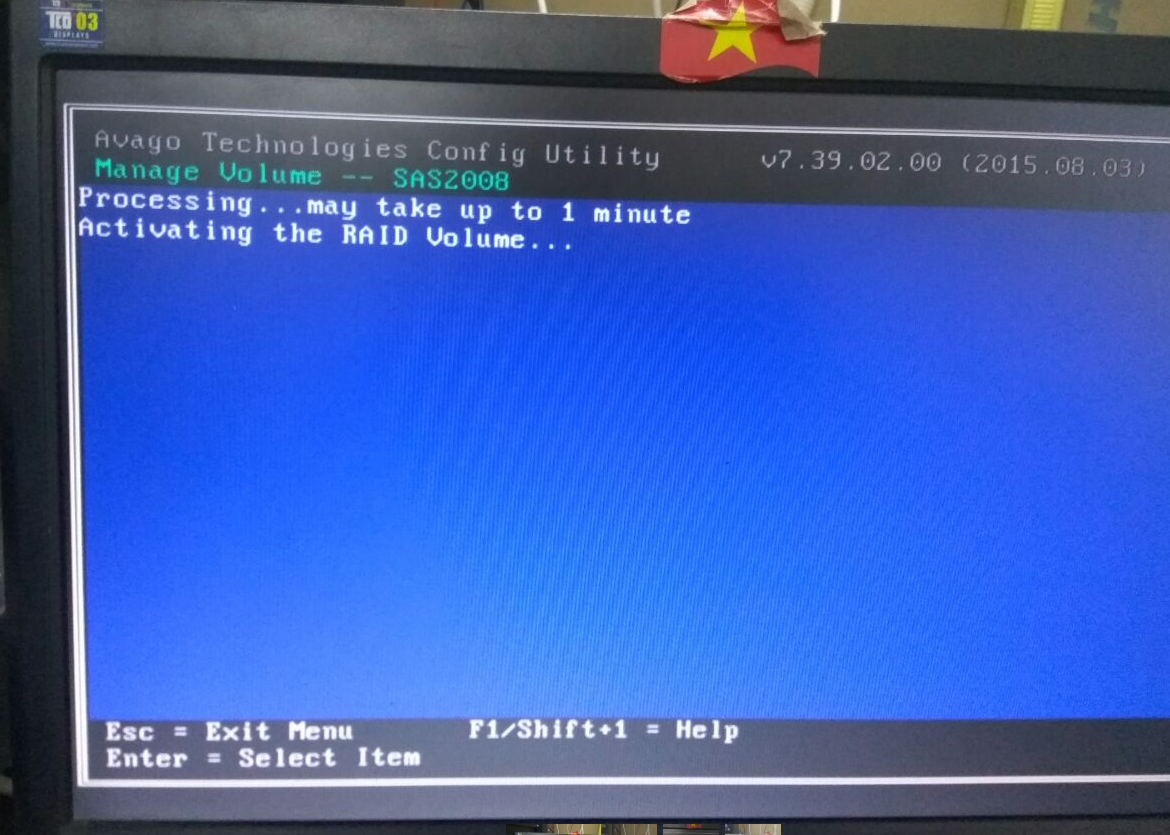 TCO 03
DISPLAYS
Avago Technologies Config Utility v7.39.02.00 (2015.08.03)
Manage Volume -- SAS2008
Processing...may take up to 1 minute
Activating the RAID Volume...
Esc = Exit Menu F1/Shift+1 = Help
Enter = Select Item